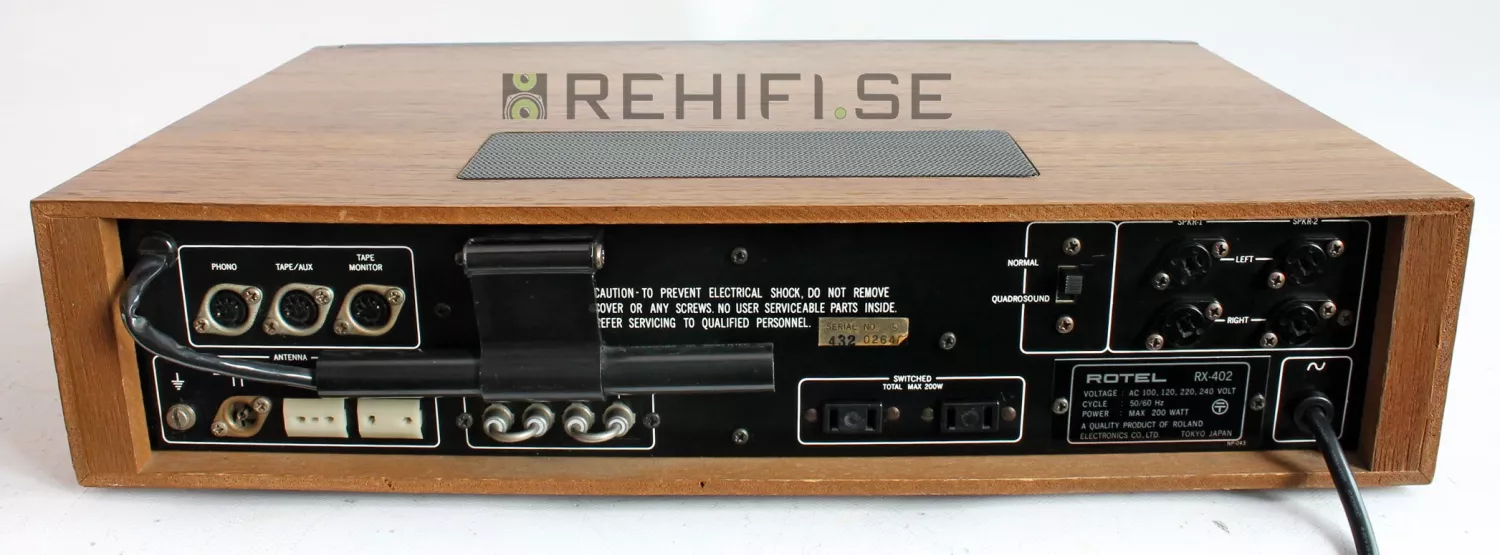 REHIFI.SE
SPKR-1 SPKR-2
PHONO TAPE/AUX TAPE MONITOR
NORMAL
LEFT
QUADROSOUND
RIGHT
CAUTION- TO PREVENT ELECTRICAL SHOCK, DO NOT REMOVE
COVER OR ANY SCREWS. NO USER SERVICEABLE PARTS INSIDE.
REFER SERVICING TO QUALIFIED PERSONNEL.
SERIAL NO.
432 0264
ANTENNA
SWITCHED
TOTAL MAX 200W
ROTEL RX-402
VOLTAGE : AC 100, 120, 220, 240 VOLT
CYCLE : 50/60 Hz
POWER : MAX 200 WATT
A QUALITY PRODUCT OF ROLAND
ELECTRONICS CO., LTD. TOKYO JAPAN
NP-043